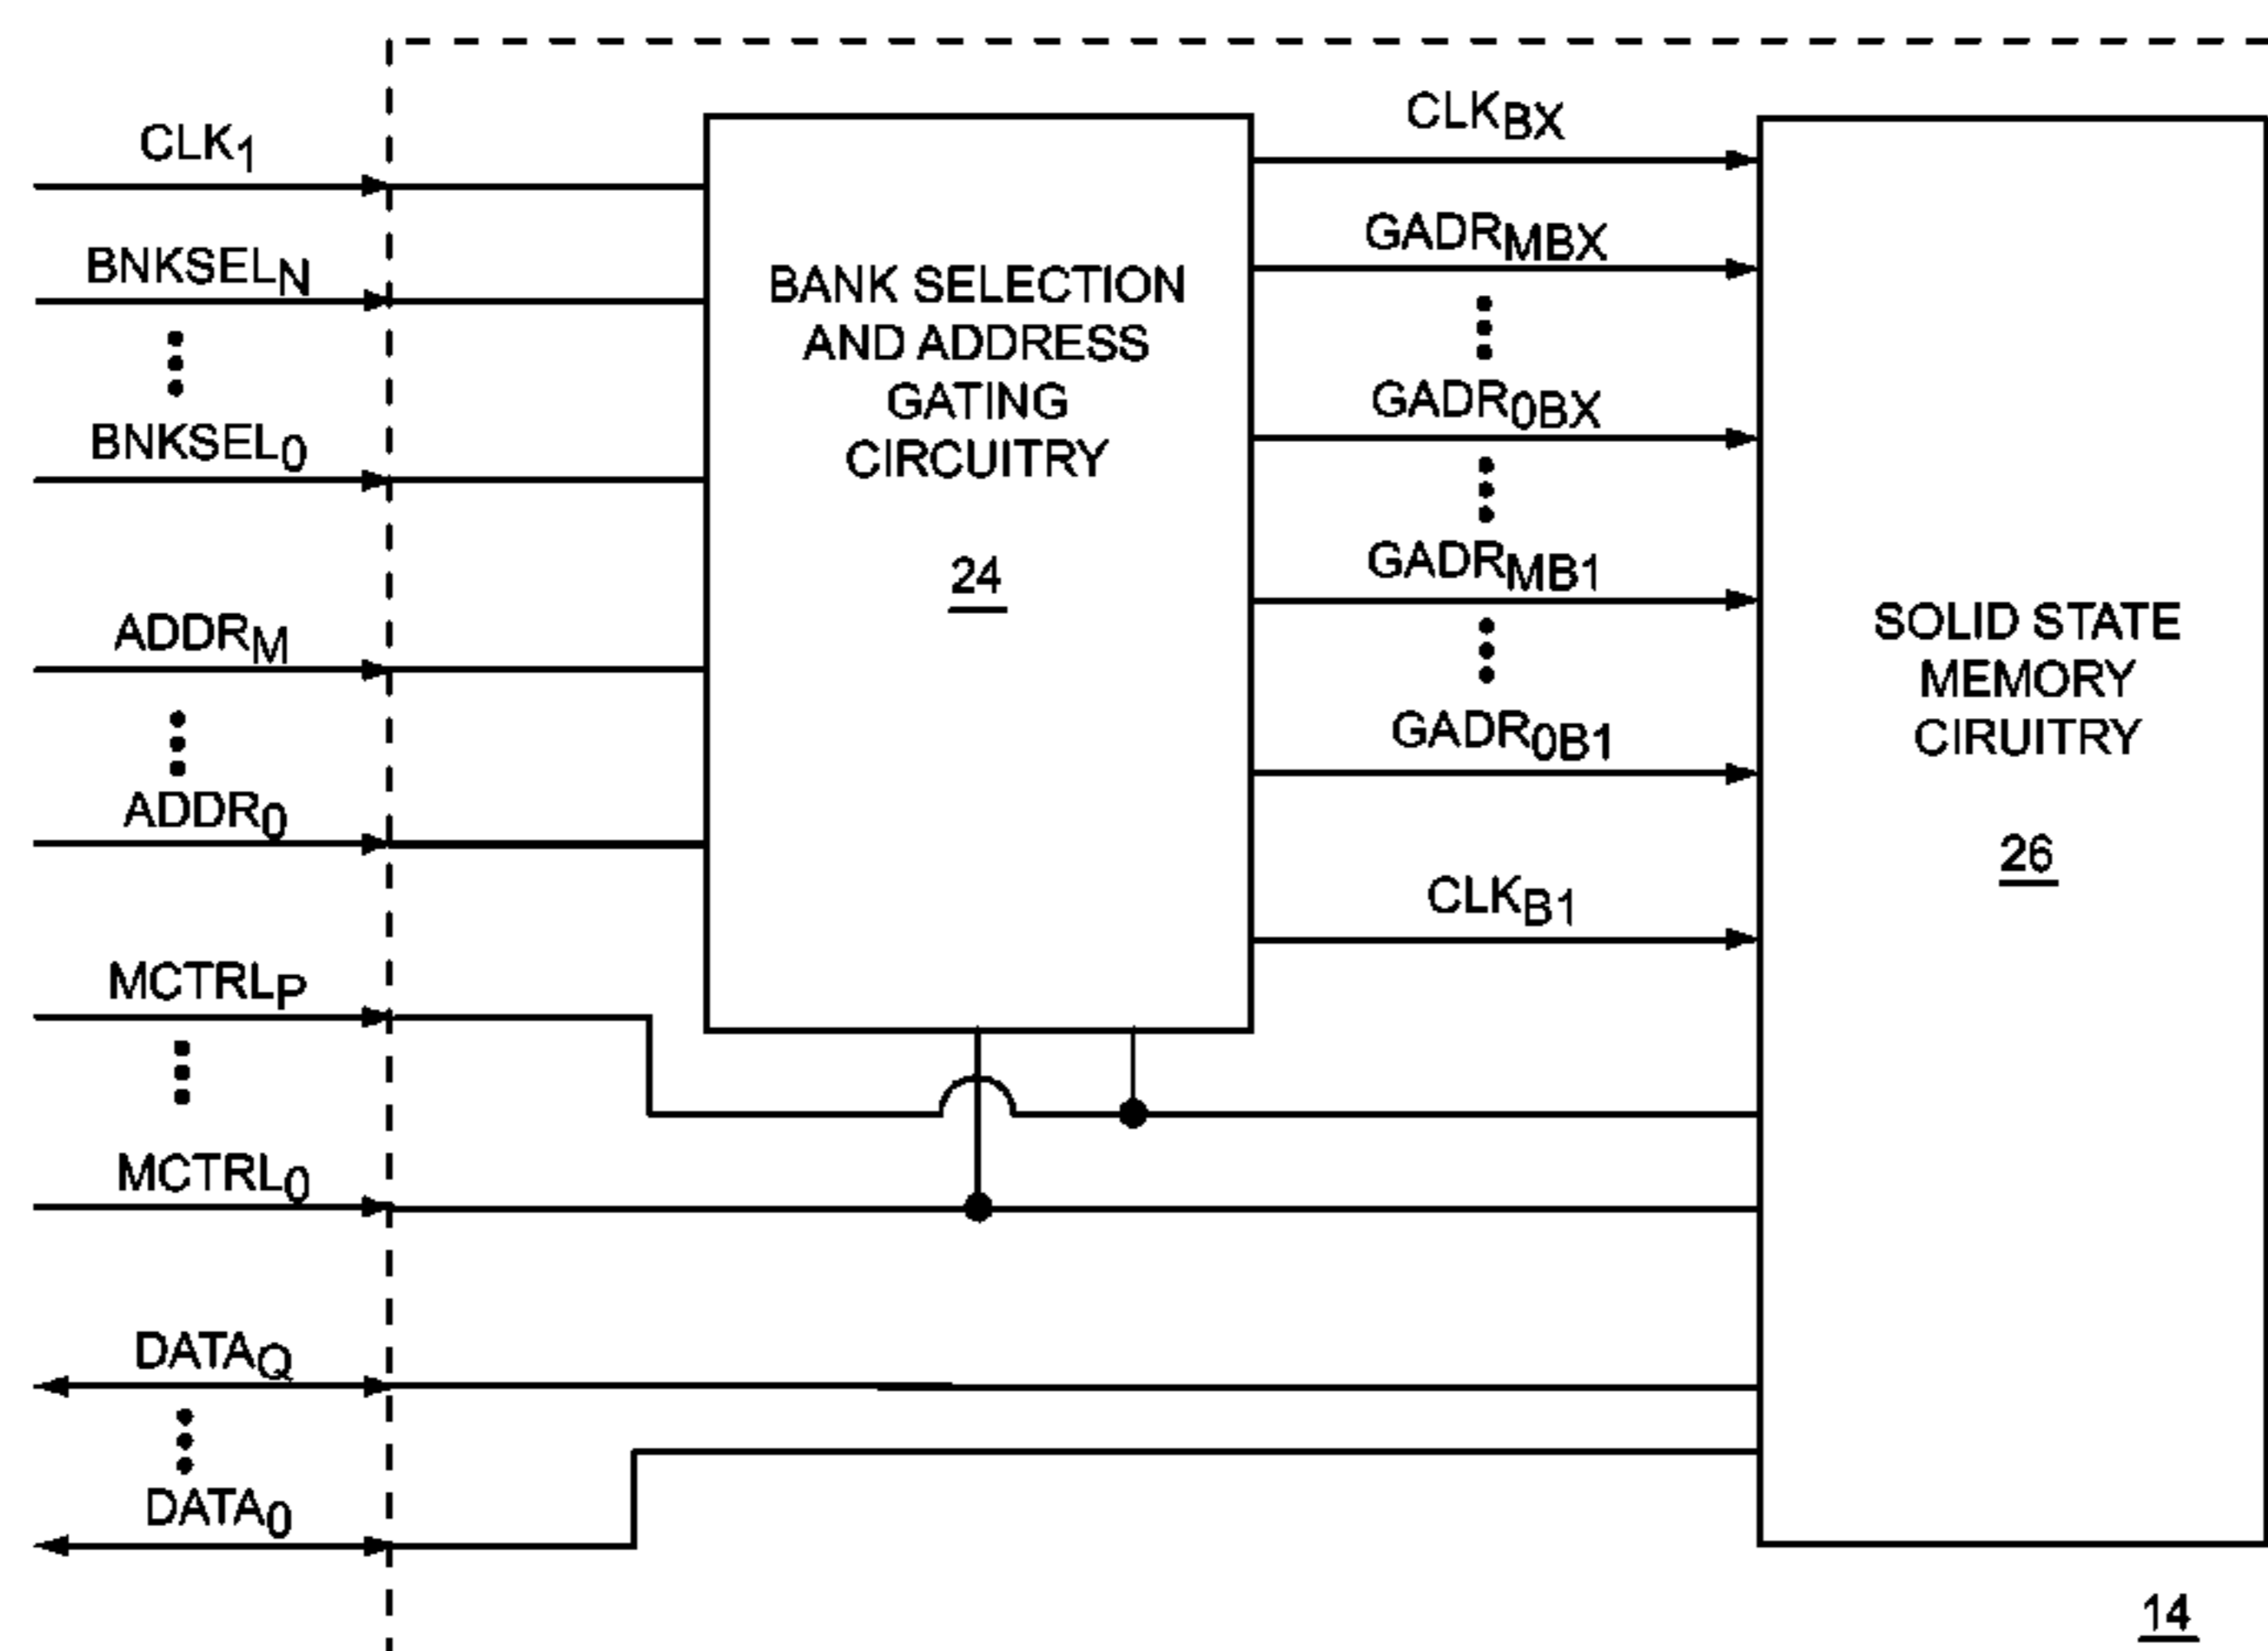 CLK1
BNKSELN
BNKSEL0
ADDRM
ADDR0
MCTRLP
MCTRL0
DATAQ
DATA0
BANK SELECTION
AND ADDRESS
GATING
CIRCUITRY
24
CLKBX
GADRMBX
GADR0BX
GADRMB1
GADR0B1
CLKB1
SOLID STATE
MEMORY
CIRUITRY
26
14